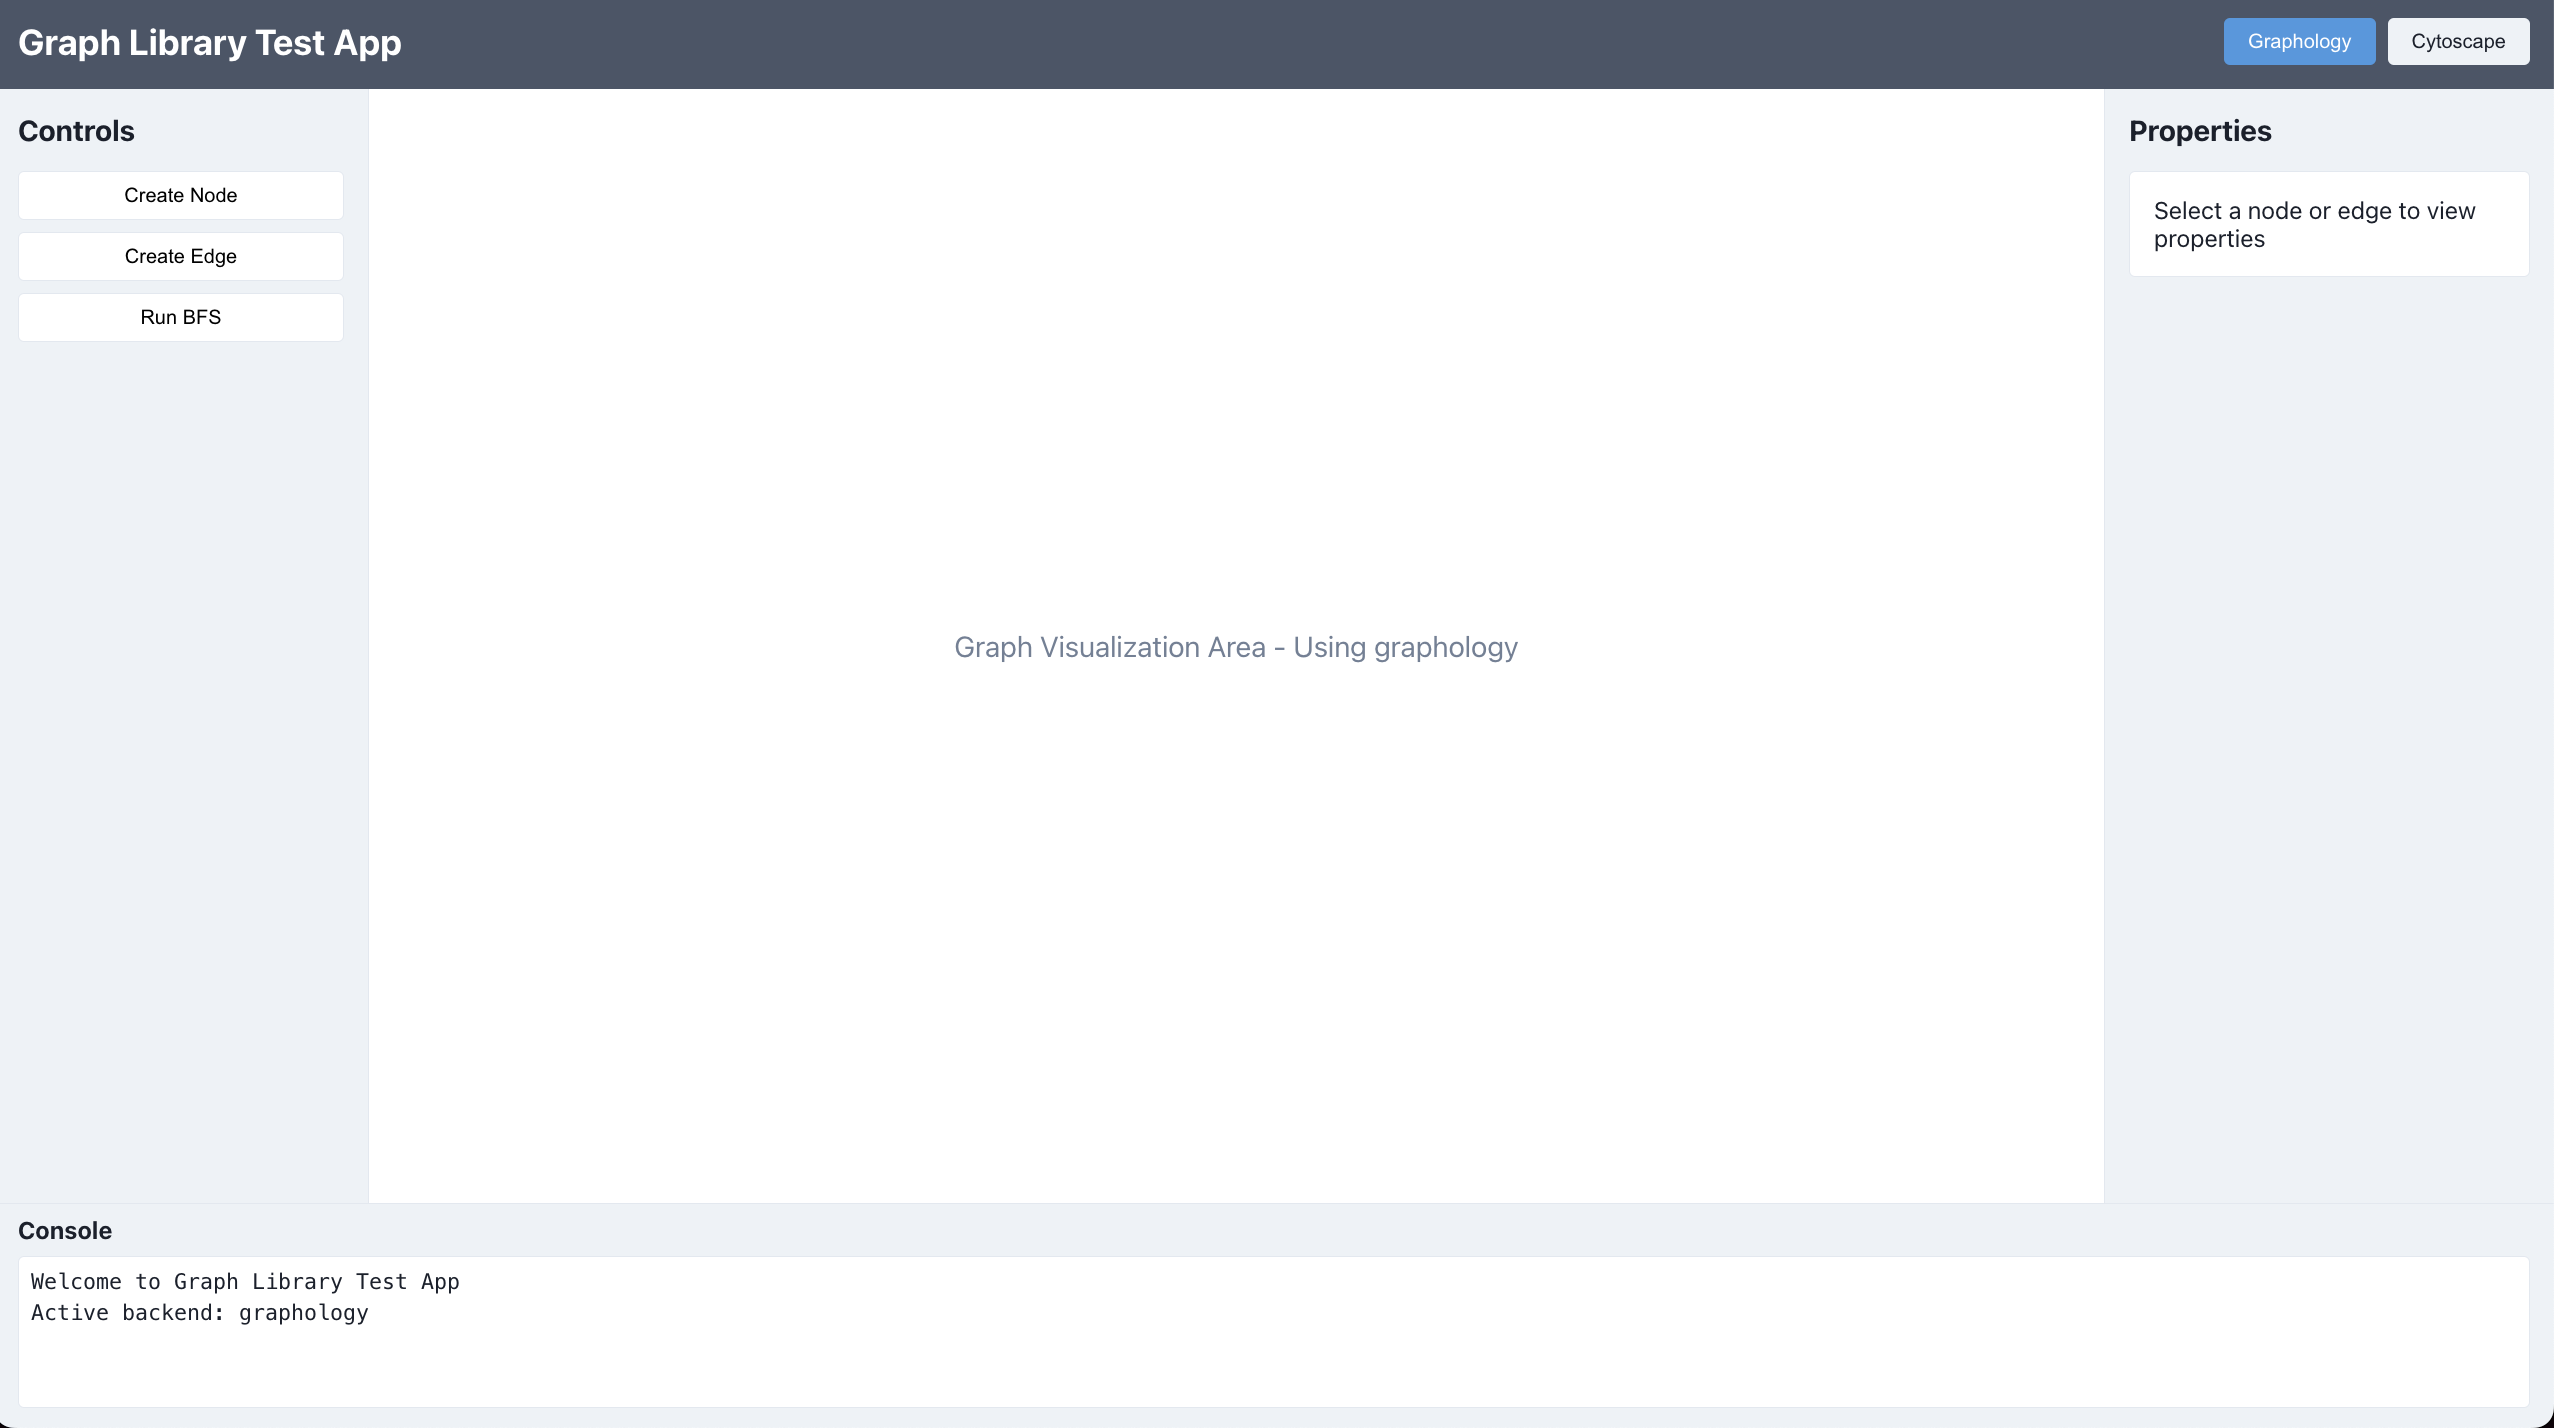 Graph Library Test App
Graphology
Cytoscape
Controls
Create Node
Create Edge
Run BFS
Graph Visualization Area - Using graphology
Properties
Select a node or edge to view
properties
Console
Welcome to Graph Library Test App
Active backend: graphology